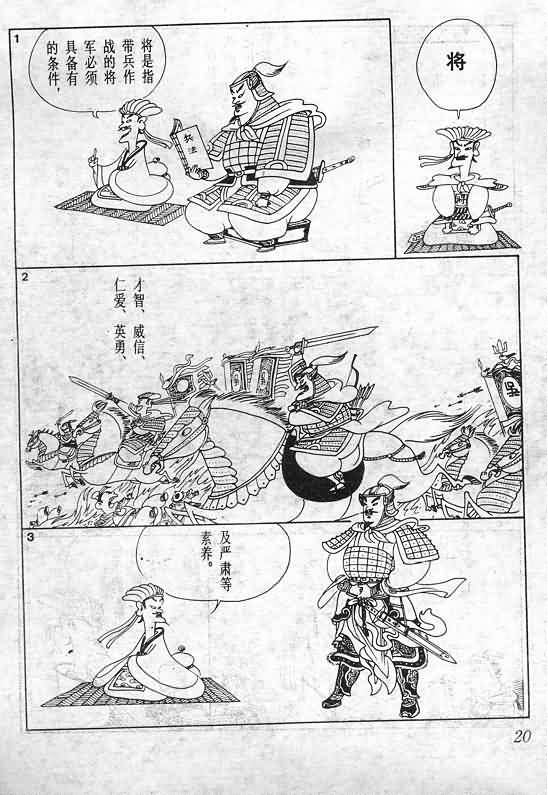 将
1
将是指
带兵作
战的将
军必须
具备有
的条件，
兵法
2
才智、威信、
仁爱、英勇、
3
及严肃等
素养。
20